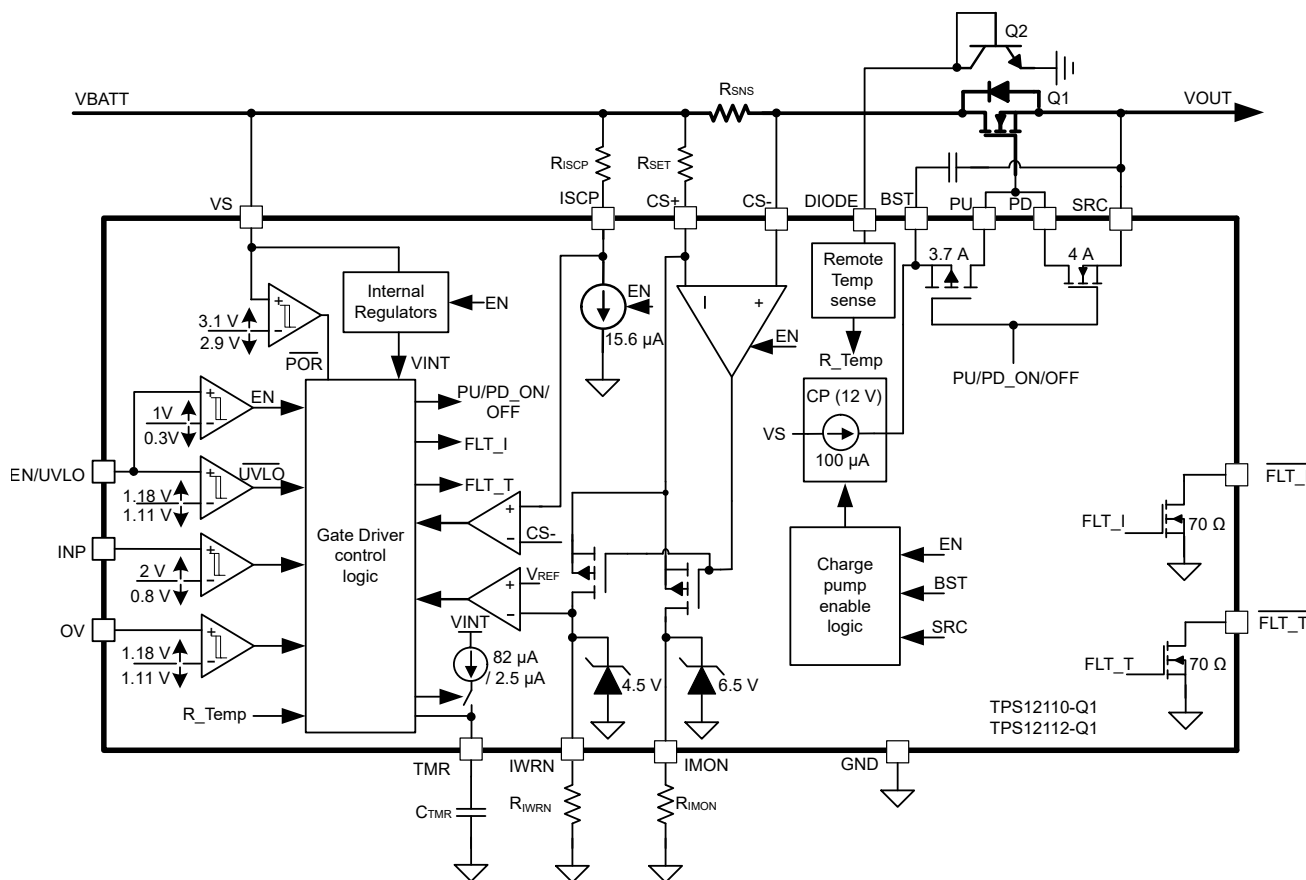 Q2
RSNS
VBATT
Q1
VOUT
RISCP
RSET
VS
ISCP
CS+
CS-
DIODE
BST
PU
PD
SRC
3.7 A
4 A
Remote
Temp
sense
Internal
Regulators
EN
EN
I
+
+
−
3.1 V
2.9 V
15.6 µA
EN
R_Temp
POR
VINT
PU/PD_ON/OFF
CP (12 V)
VS
100 µA
PU/PD_ON/
OFF
EN
+
−
1V
0.3V
FLT_I
EN/UVLO
UVLO
+
−
1.18 V
1.11 V
FLT_T
FLT_I
70 Ω
Gate Driver
control
logic
+
−
CS-
INP
+
−
2 V
0.8 V
Charge
pump
enable
logic
EN
BST
SRC
VREF
+
−
OV
+
−
1.18 V
1.11 V
VINT
82 µA
/ 2.5 µA
4.5 V
6.5 V
FLT_T
FLT_T
70 Ω
R_Temp
TPS12110-Q1
TPS12112-Q1
TMR
IWRN
IMON
GND
CTMR
RIWRN
RIMON